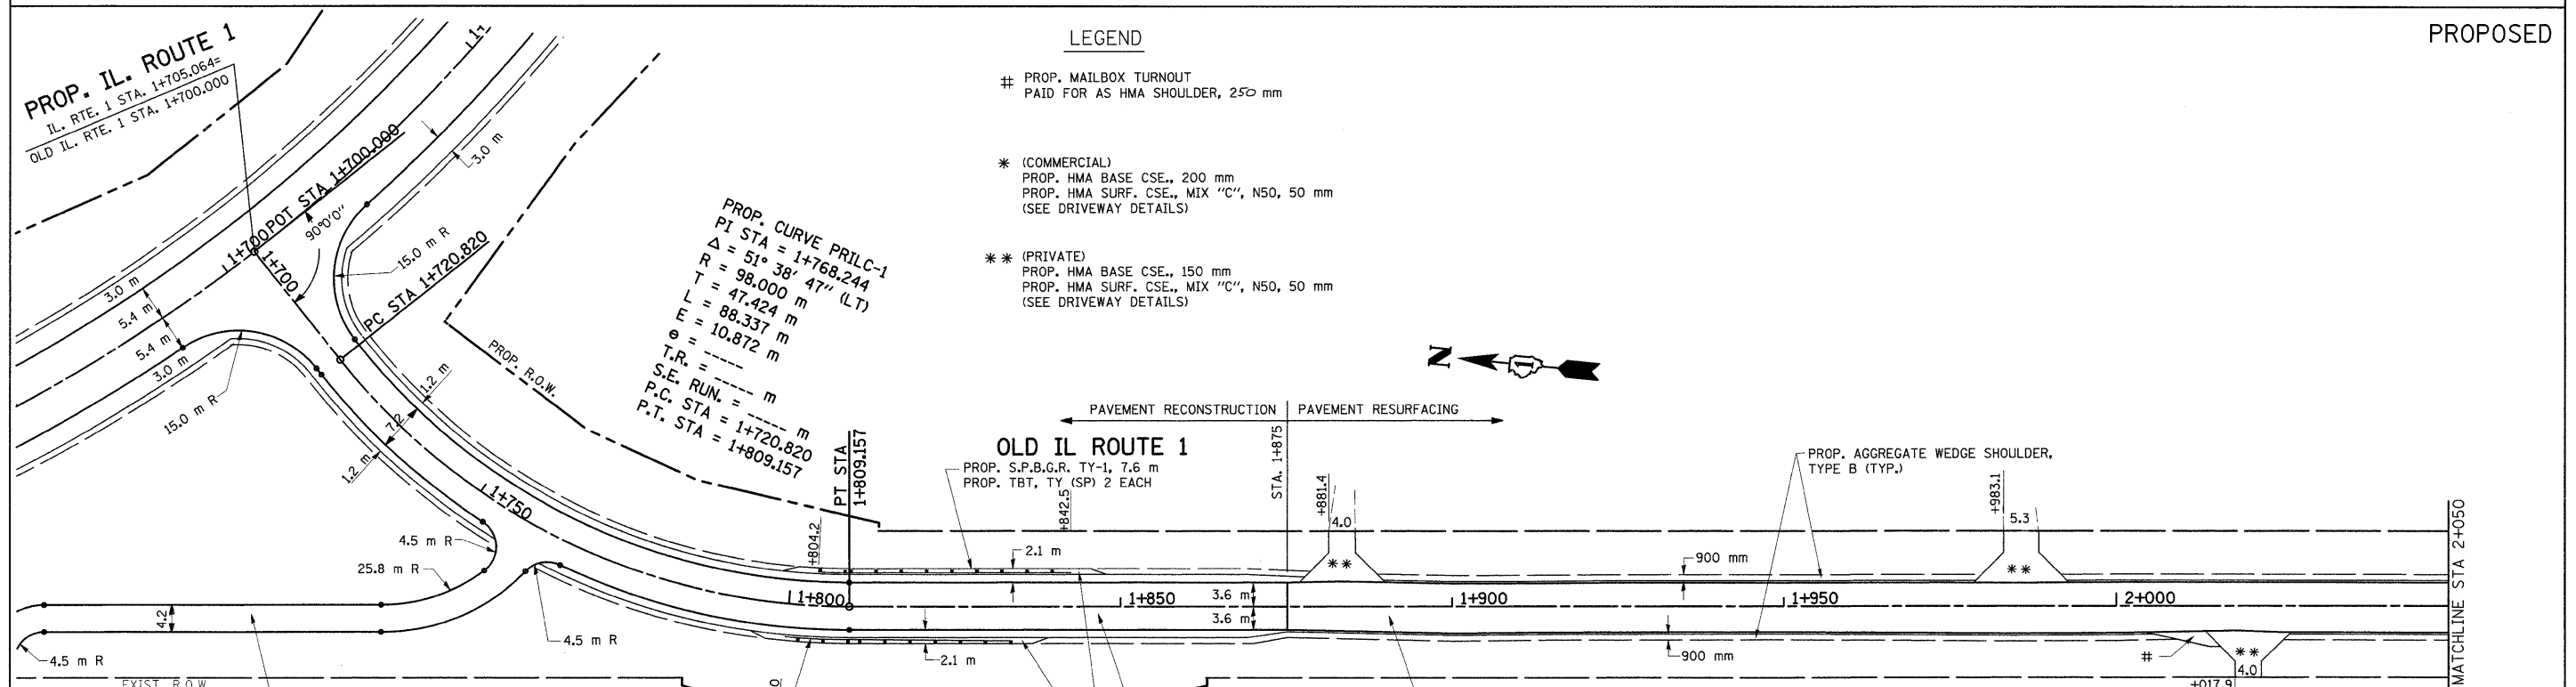 PROPOSED
LEGEND
# PROP. MAILBOX TURNOUT
PAID FOR AS HMA SHOULDER, 250 mm
* (COMMERCIAL)
PROP. HMA BASE CSE., 200 mm
PROP. HMA SURF. CSE., MIX "C", N50, 50 mm
(SEE DRIVEWAY DETAILS)
** (PRIVATE)
PROP. HMA BASE CSE., 150 mm
PROP. HMA SURF. CSE., MIX "C", N50, 50 mm
(SEE DRIVEWAY DETAILS)
PROP. IL. ROUTE 1
IL. RTE. 1 STA. 1+705.064=
OLD IL. RTE. 1 STA. 1+700.000
POT STA 1+700.000
1+700
90°0'0"
1+700
3.0 m
15.0 m R
PC STA 1+720.820
3.0 m
5.4 m
5.4 m
3.0 m
15.0 m R
PROP. R.O.W.
PROP. CURVE PRILC-1
PI STA = 1+768.244
Δ = 51° 38' 47" (LT)
R = 98.000 m
T = 47.424 m
L = 88.337 m
E = 10.872 m
e = -----
T.R. = ----- m
S.E. RUN. = ----- m
P.C. STA = 1+720.820
P.T. STA = 1+809.157
1.2 m
7.2
1.2 m
1+750
4.5 m R
25.8 m R
4.2
4.5 m R
4.5 m R
EXIST. R.O.W.
PT STA
1+809.157
OLD IL ROUTE 1
PROP. S.P.B.G.R. TY-1, 7.6 m
PROP. TBT, TY (SP) 2 EACH
+804.2
+842.5
2.1 m
2.1 m
N
1
PAVEMENT RECONSTRUCTION
PAVEMENT RESURFACING
STA. 1+875
+881.4
4.0
**
3.6 m
3.6 m
1+800
1+850
1+900
1+950
2+000
900 mm
900 mm
PROP. AGGREGATE WEDGE SHOULDER,
TYPE B (TYP.)
+983.1
5.3
**
#
**
4.0
+017.9
MATCHLINE STA 2+050